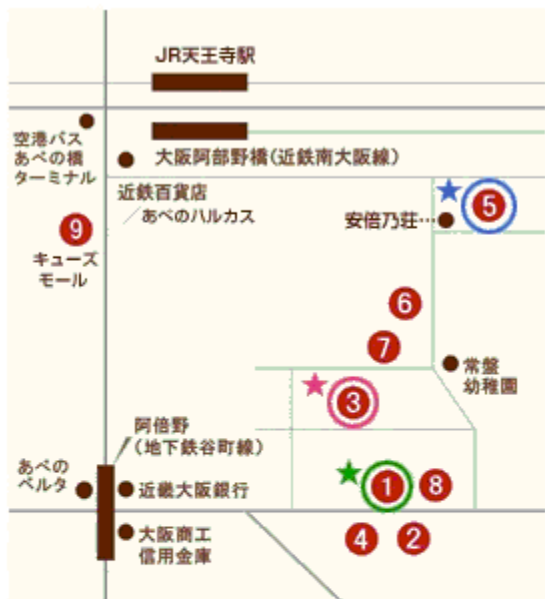 JR天王寺駅
空港バス
あべの橋
ターミナル
大阪阿部野橋(近鉄南大阪線)
近鉄百貨店
／あべのハルカス
★
5
安倍乃荘…
9
キューズ
モール
6
7
常盤
幼稚園
★
3
阿倍野
(地下鉄谷町線)
あべの
ベルタ
近畿大阪銀行
★
1
8
大阪商工
信用金庫
4
2